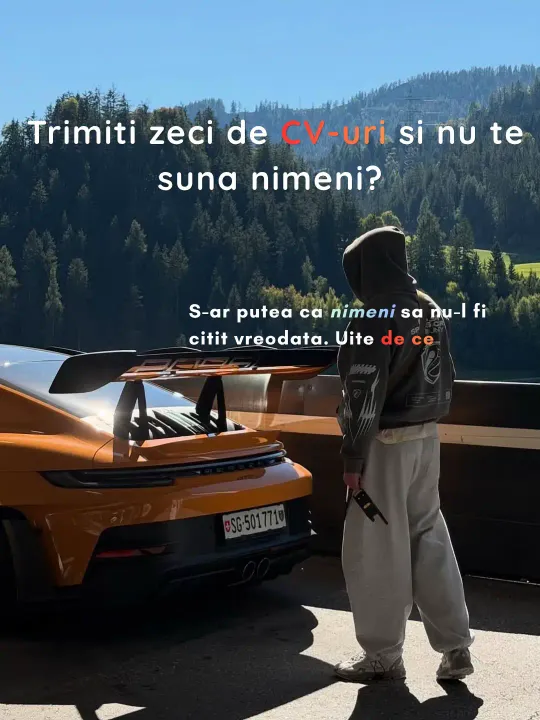 Trimiti zeci de CV-uri si nu te
suna nimeni?
S-ar putea ca nimeni sa nu-l fi
citit vreodata. Uite de ce
PORSCHE
SG·501771